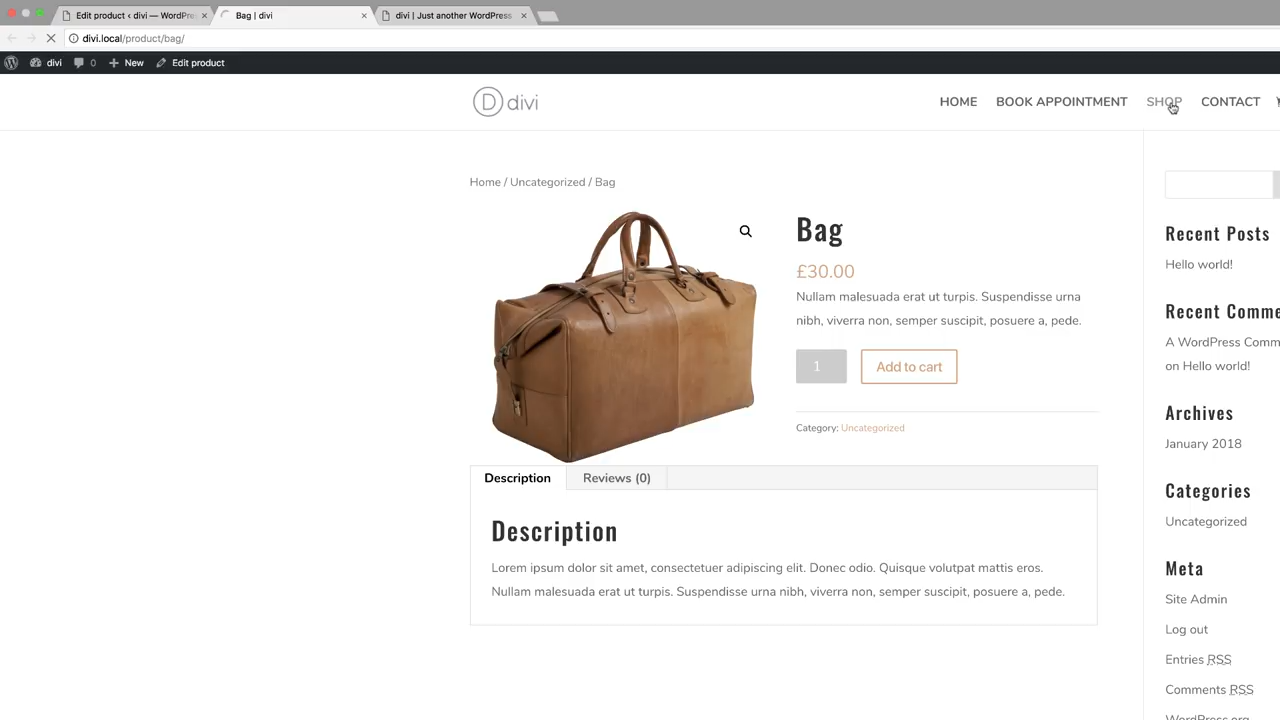 Edit product ‹ divi — WordPre
Bag | divi
divi | Just another WordPress
divi.local/product/bag/
divi
0
New
Edit product
D divi
HOME
BOOK APPOINTMENT
SHOP
CONTACT
Home / Uncategorized / Bag
Bag
£30.00
Nullam malesuada erat ut turpis. Suspendisse urna
nibh, viverra non, semper suscipit, posuere a, pede.
1
Add to cart
Category: Uncategorized
Description
Reviews (0)
Description
Lorem ipsum dolor sit amet, consectetuer adipiscing elit. Donec odio. Quisque volutpat mattis eros.
Nullam malesuada erat ut turpis. Suspendisse urna nibh, viverra non, semper suscipit, posuere a, pede.
Recent Posts
Hello world!
Recent Comme
A WordPress Comm
on Hello world!
Archives
January 2018
Categories
Uncategorized
Meta
Site Admin
Log out
Entries RSS
Comments RSS
WordPress.org